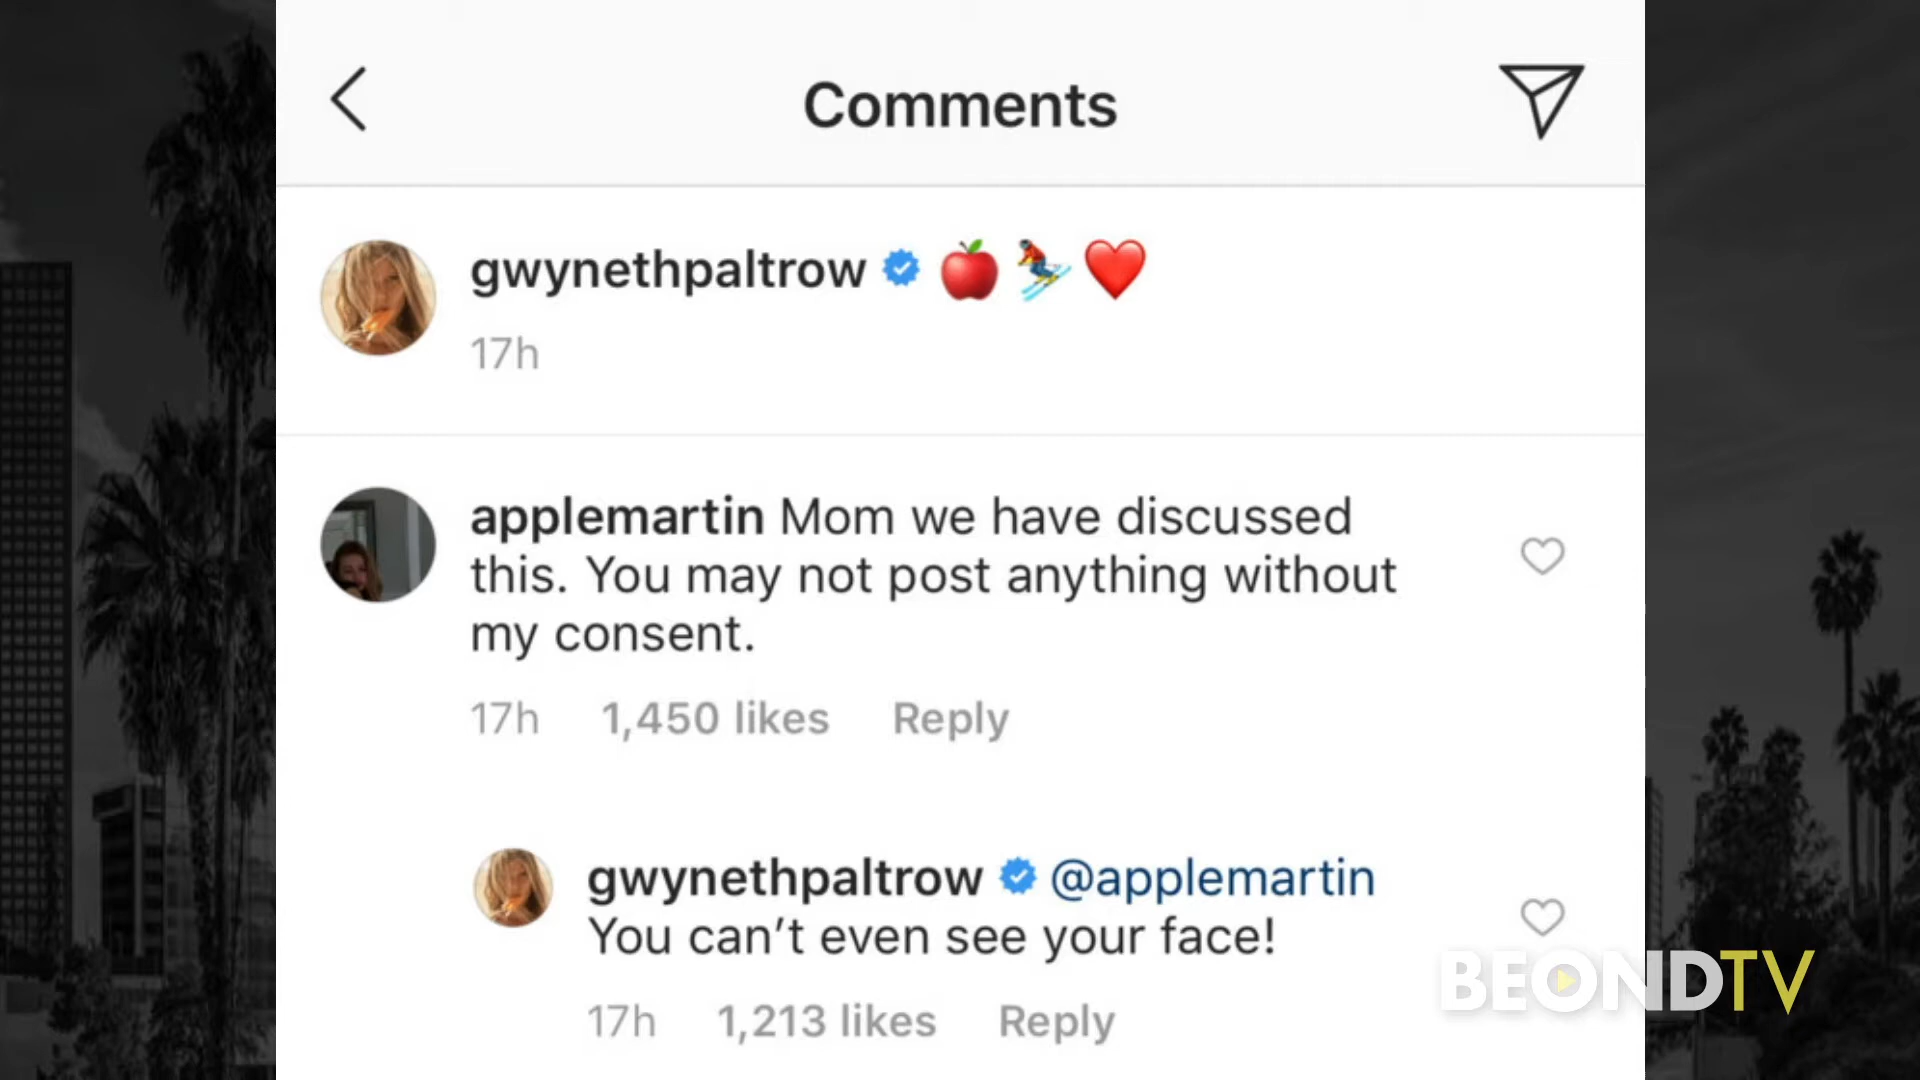 Comments
gwynethpaltrow 🍎 ⛷️ ❤️
17h
applemartin Mom we have discussed
this. You may not post anything without
my consent.
17h 1,450 likes Reply
gwynethpaltrow @applemartin
You can’t even see your face!
17h 1,213 likes Reply
BEONDTV